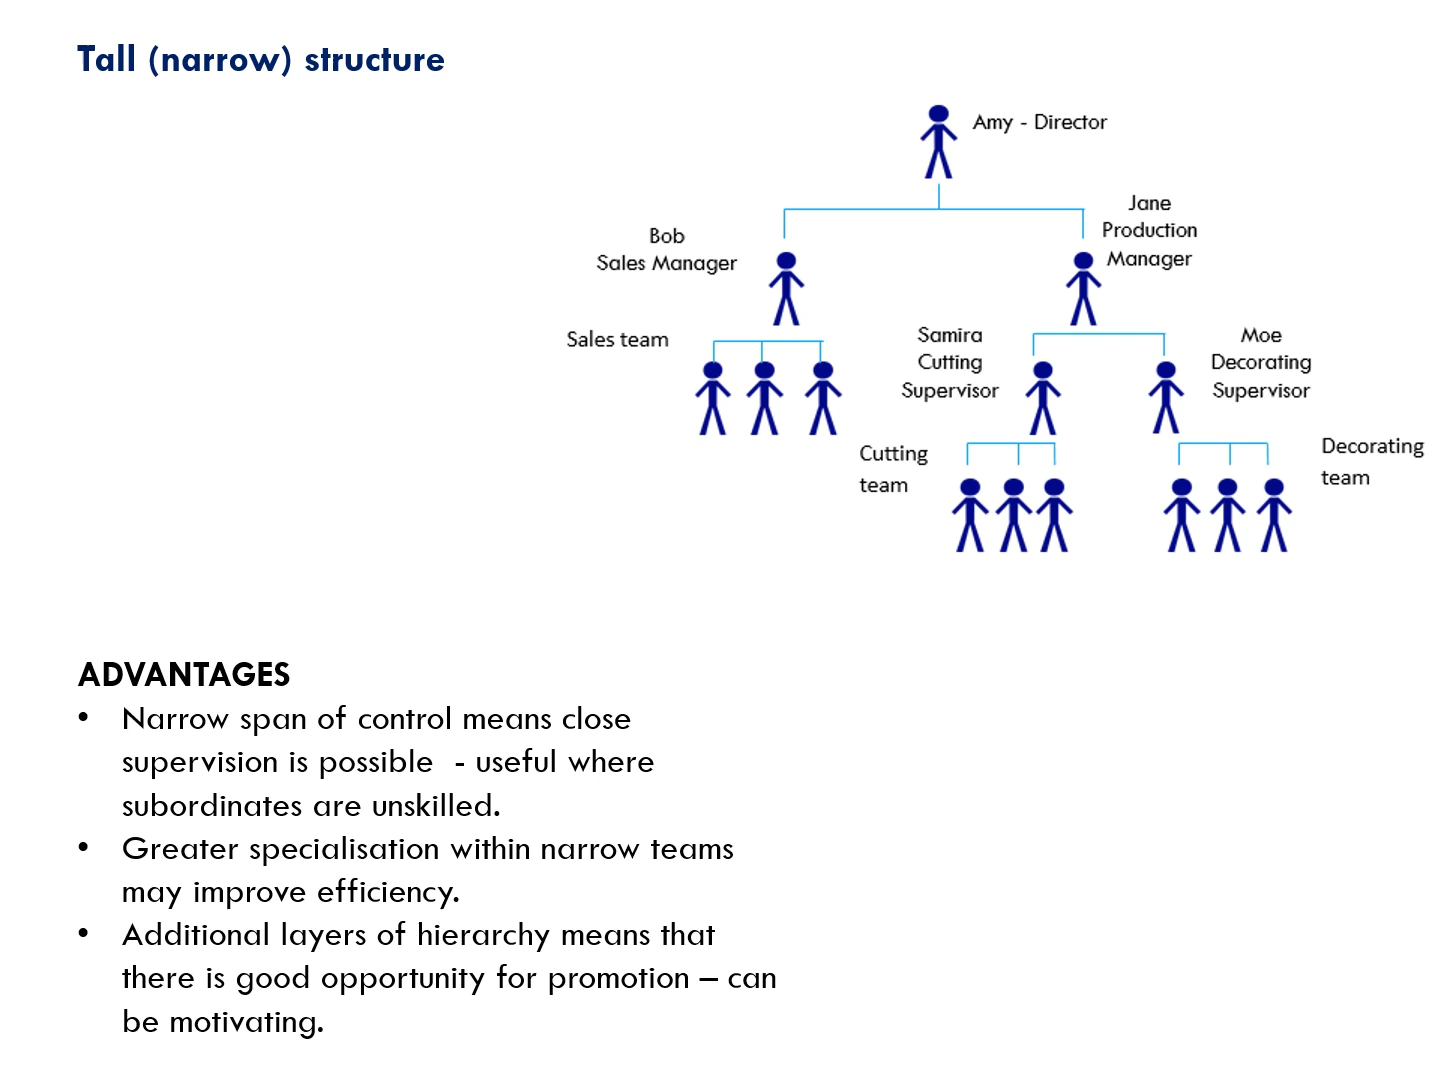 Tall (narrow) structure
Amy - Director
Jane
Production
Manager
Bob
Sales Manager
Sales team
Samira
Cutting
Supervisor
Moe
Decorating
Supervisor
Cutting
team
Decorating
team
ADVANTAGES
• Narrow span of control means close
supervision is possible  - useful where
subordinates are unskilled.
• Greater specialisation within narrow teams
may improve efficiency.
• Additional layers of hierarchy means that
there is good opportunity for promotion – can
be motivating.